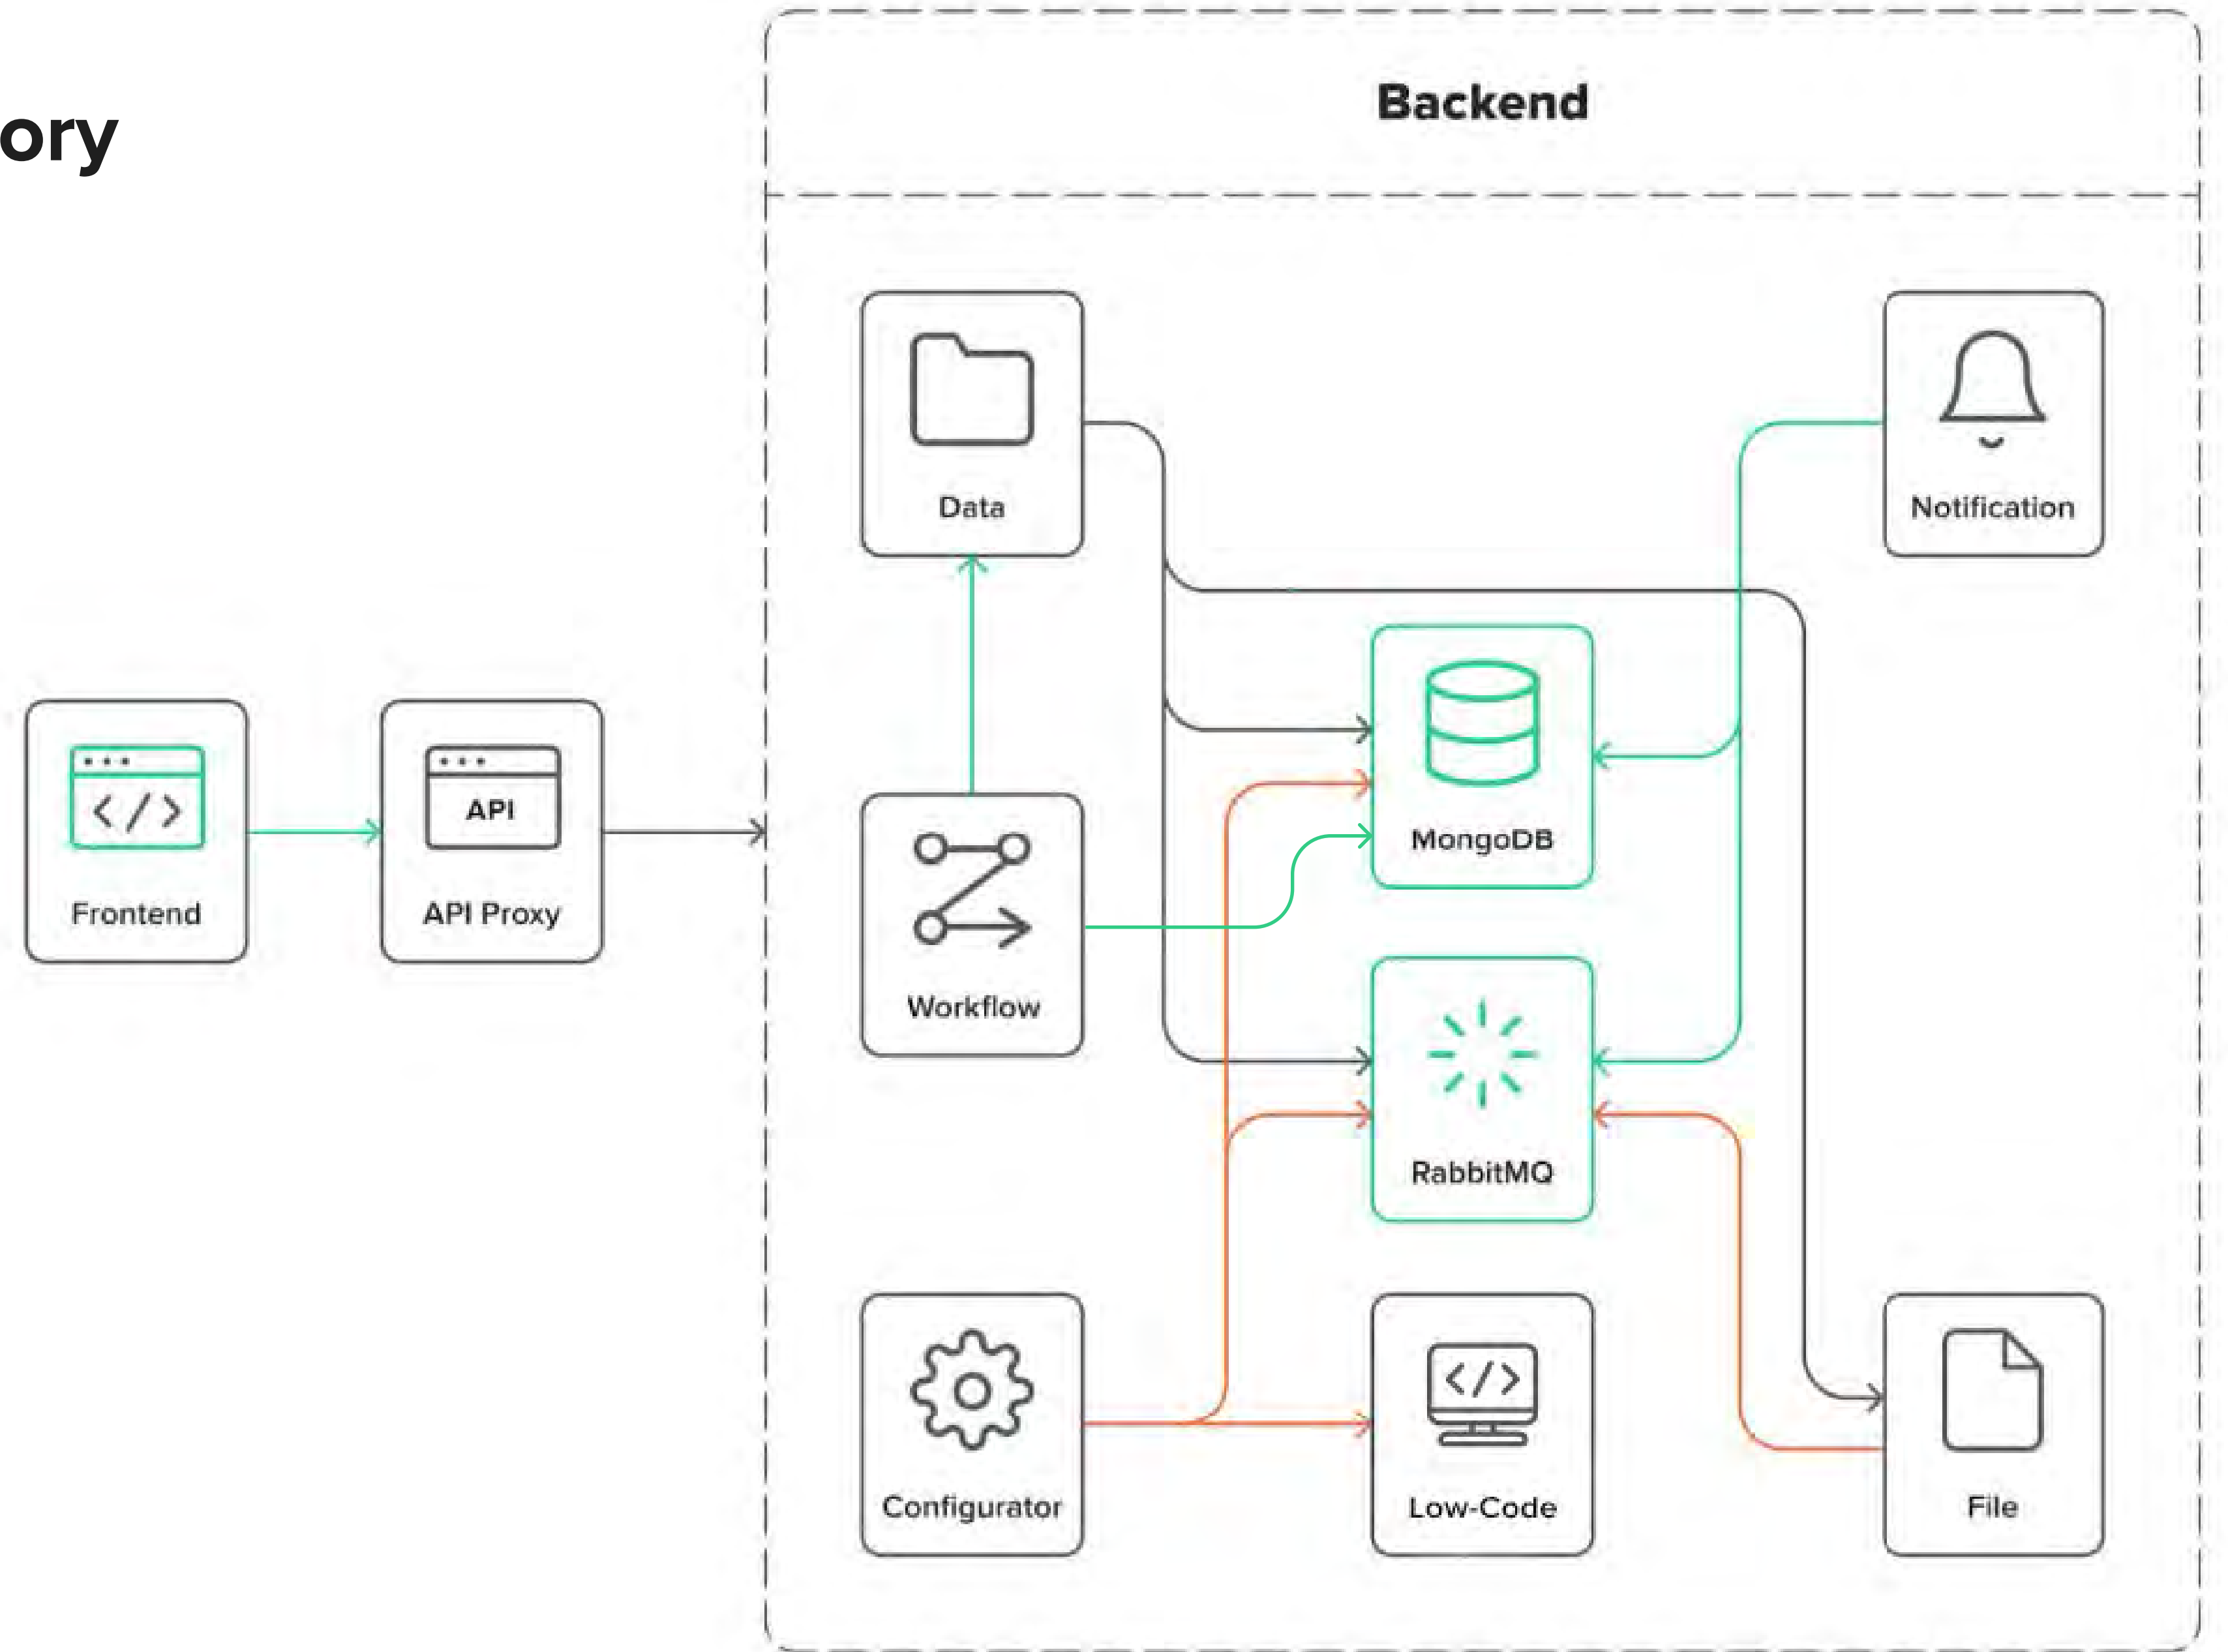 ory
Backend
Data
Notification
</>
Frontend
API
API Proxy
MongoDB
Workflow
RabbitMQ
Configurator
</>
Low-Code
File